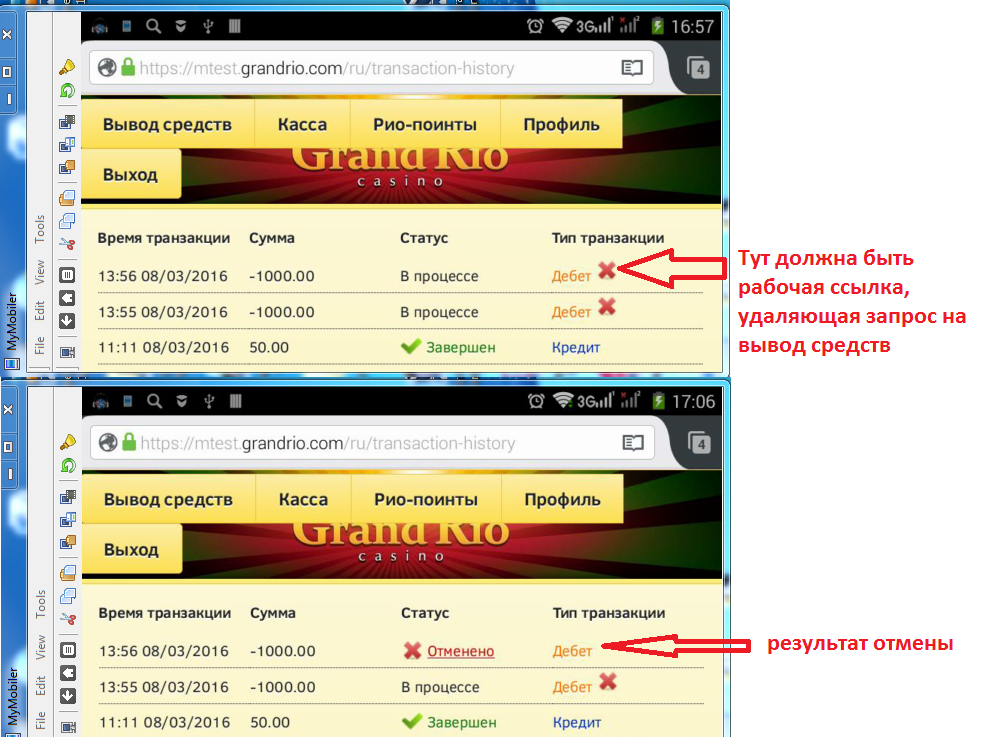 16:57
https://mtest.grandrio.com/ru/transaction-history
4
Вывод средств Касса Рио-поинты Профиль
Выход
Grand Rio
casino
Время транзакции Сумма Статус Тип транзакции
13:56 08/03/2016 -1000.00 В процессе Дебет
13:55 08/03/2016 -1000.00 В процессе Дебет
11:11 08/03/2016 50.00 Завершен Кредит
Тут должна быть
рабочая ссылка,
удаляющая запрос на
вывод средств
MyMobiler
File Edit View Tools
3G
17:06
https://mtest.grandrio.com/ru/transaction-history
4
Вывод средств Касса Рио-поинты Профиль
Выход
Grand Rio
casino
Время транзакции Сумма Статус Тип транзакции
13:56 08/03/2016 -1000.00 Отменено Дебет
13:55 08/03/2016 -1000.00 В процессе Дебет
11:11 08/03/2016 50.00 Завершен Кредит
результат отмены
MyMobiler
File Edit View Tools
3G